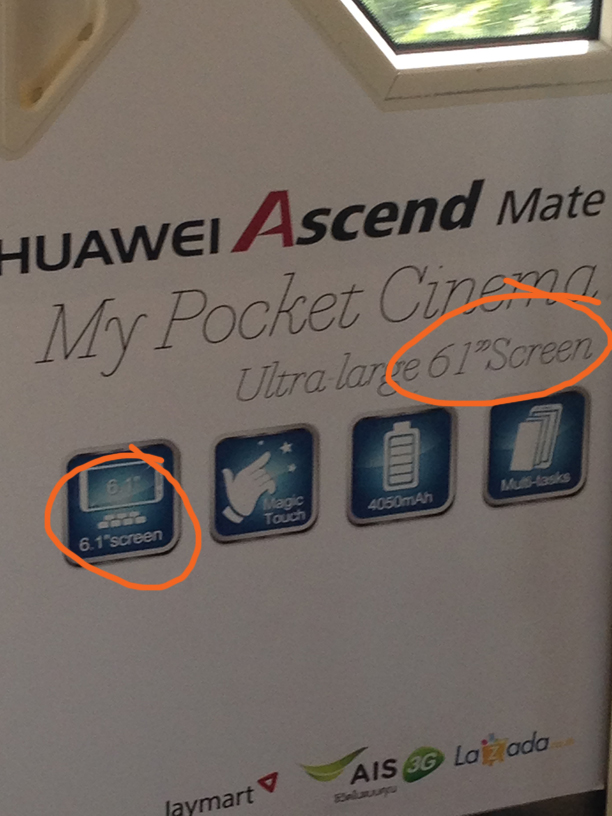 HUAWEI Ascend Mate
My Pocket Cinema
Ultra-large 61”Screen
6.1"
6.1"screen
Magic
Touch
4050mAh
Multi-tasks
Jaymart
AIS 3G
Lazada